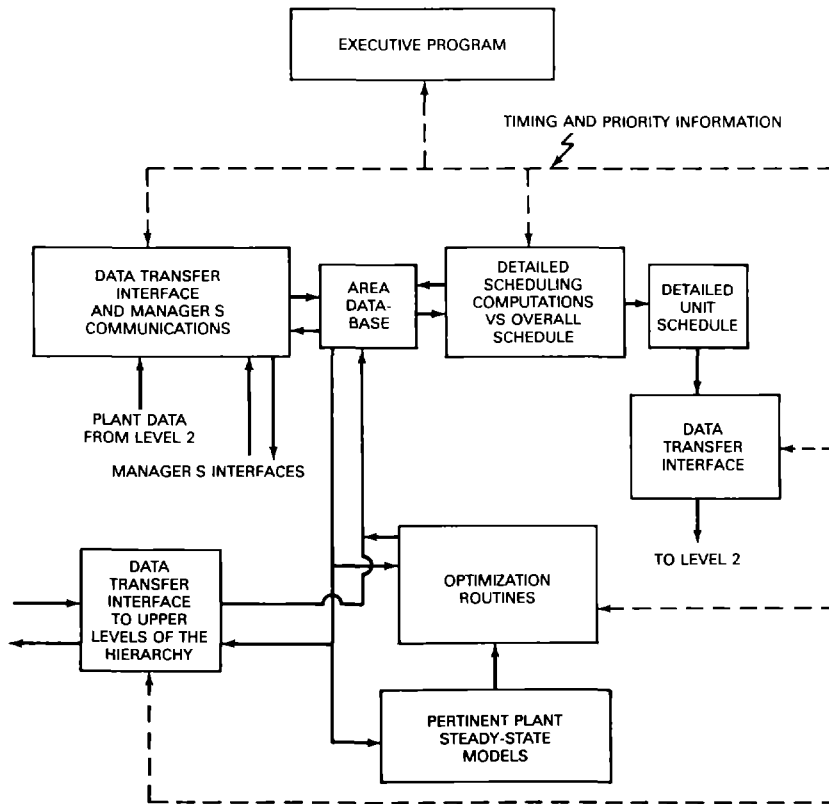 EXECUTIVE PROGRAM
TIMING AND PRIORITY INFORMATION
DATA TRANSFER
INTERFACE
AND MANAGER S
COMMUNICATIONS
AREA
DATA-
BASE
DETAILED
SCHEDULING
COMPUTATIONS
VS OVERALL
SCHEDULE
DETAILED
UNIT
SCHEDULE
PLANT DATA
FROM LEVEL 2
MANAGER S INTERFACES
DATA
TRANSFER
INTERFACE
TO LEVEL 2
DATA
TRANSFER
INTERFACE
TO UPPER
LEVELS OF THE
HIERARCHY
OPTIMIZATION
ROUTINES
PERTINENT PLANT
STEADY-STATE
MODELS